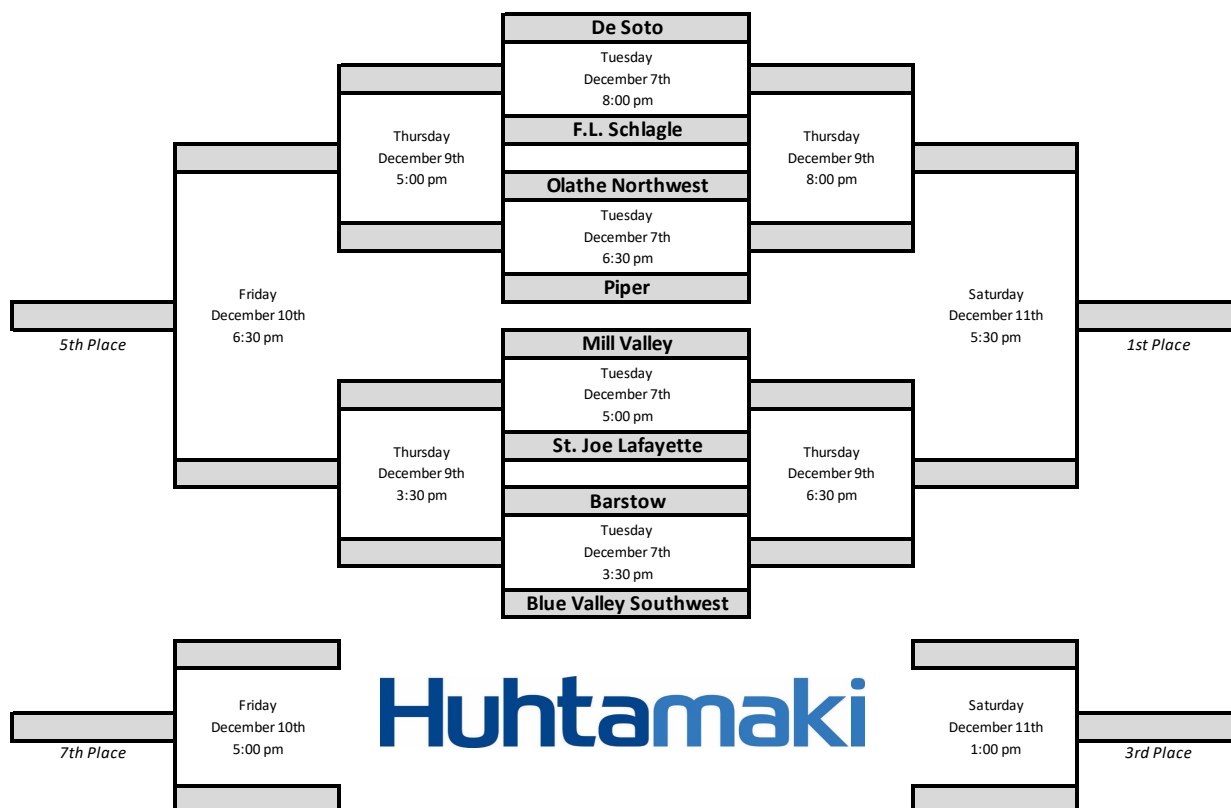 De Soto
Tuesday
December 7th
8:00 pm
F.L. Schlagle
Thursday
December 9th
5:00 pm
Thursday
December 9th
8:00 pm
Olathe Northwest
Tuesday
December 7th
6:30 pm
Piper
Friday
December 10th
6:30 pm
5th Place
Saturday
December 11th
5:30 pm
1st Place
Mill Valley
Tuesday
December 7th
5:00 pm
St. Joe Lafayette
Thursday
December 9th
3:30 pm
Thursday
December 9th
6:30 pm
Barstow
Tuesday
December 7th
3:30 pm
Blue Valley Southwest
Friday
December 10th
5:00 pm
7th Place
Huhtamaki
Saturday
December 11th
1:00 pm
3rd Place